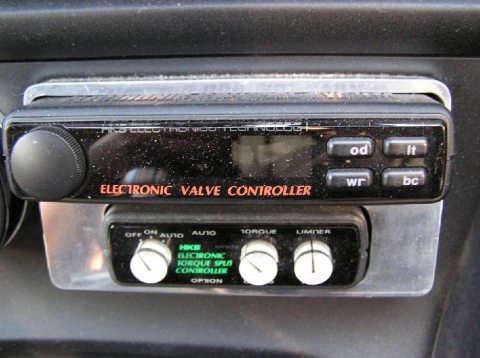 HKS ELECTRONICS TECHNOLOGY
od
lt
wr
bc
ELECTRONIC VALVE CONTROLLER
OFF ON AUTO AUTO TORQUE LIMITER
HKS
ELECTRONIC
TORQUE SPLIT
CONTROLLER
OPTION